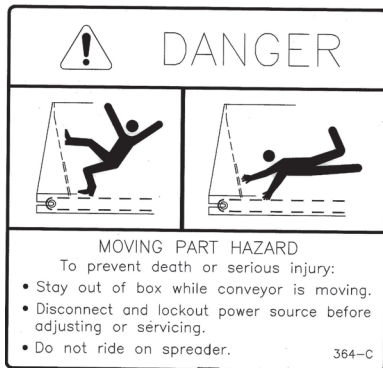 DANGER
MOVING PART HAZARD
To prevent death or serious injury:
• Stay out of box while conveyor is moving.
• Disconnect and lockout power source before
adjusting or servicing.
• Do not ride on spreader.
364-C